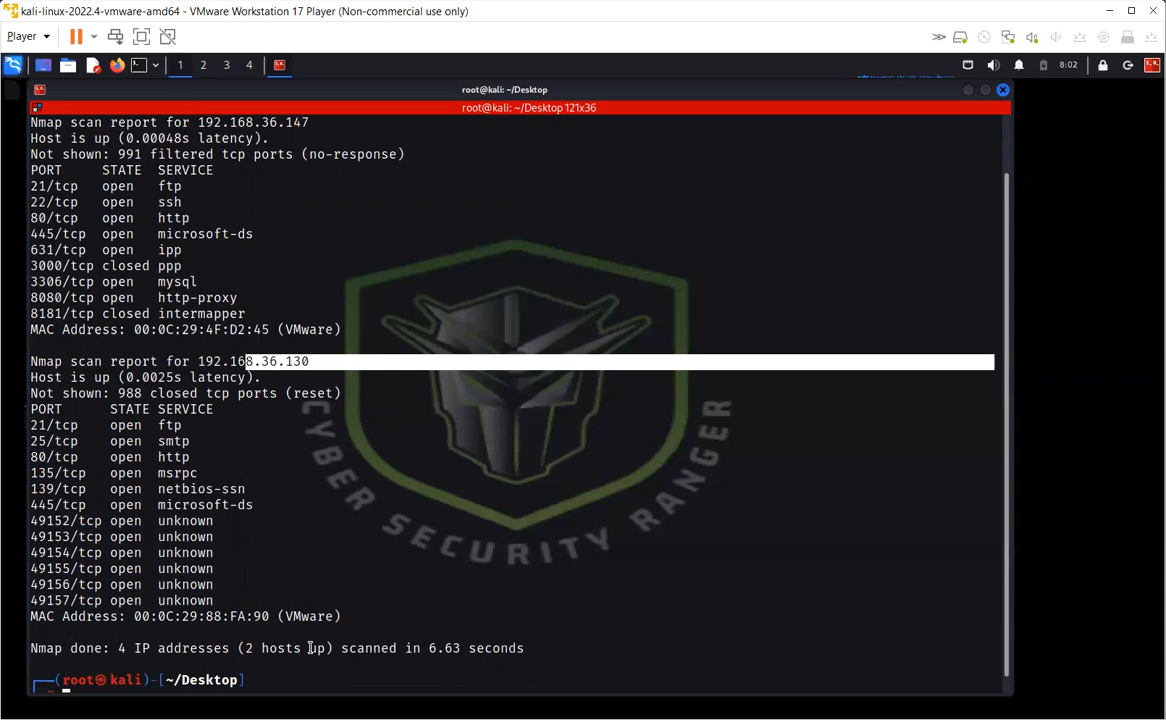 kali-linux-2022.4-vmware-amd64 - VMware Workstation 17 Player (Non-commercial use only)
Player
1 2 3 4 8:02
root@kali: ~/Desktop
root@kali: ~/Desktop 121x36
Nmap scan report for 192.168.36.147
Host is up (0.00048s latency).
Not shown: 991 filtered tcp ports (no-response)
PORT     STATE  SERVICE
21/tcp   open   ftp
22/tcp   open   ssh
80/tcp   open   http
445/tcp  open   microsoft-ds
631/tcp  open   ipp
3000/tcp closed ppp
3306/tcp open   mysql
8080/tcp open   http-proxy
8181/tcp closed intermapper
MAC Address: 00:0C:29:4F:D2:45 (VMware)
Nmap scan report for 192.168.36.130
Host is up (0.0025s latency).
Not shown: 988 closed tcp ports (reset)
PORT      STATE SERVICE
21/tcp    open  ftp
25/tcp    open  smtp
80/tcp    open  http
135/tcp   open  msrpc
139/tcp   open  netbios-ssn
445/tcp   open  microsoft-ds
49152/tcp open  unknown
49153/tcp open  unknown
49154/tcp open  unknown
49155/tcp open  unknown
49156/tcp open  unknown
49157/tcp open  unknown
MAC Address: 00:0C:29:88:FA:90 (VMware)
Nmap done: 4 IP addresses (2 hosts up) scanned in 6.63 seconds
(root㉿kali)-[~/Desktop]
CYBER SECURITY RANGER